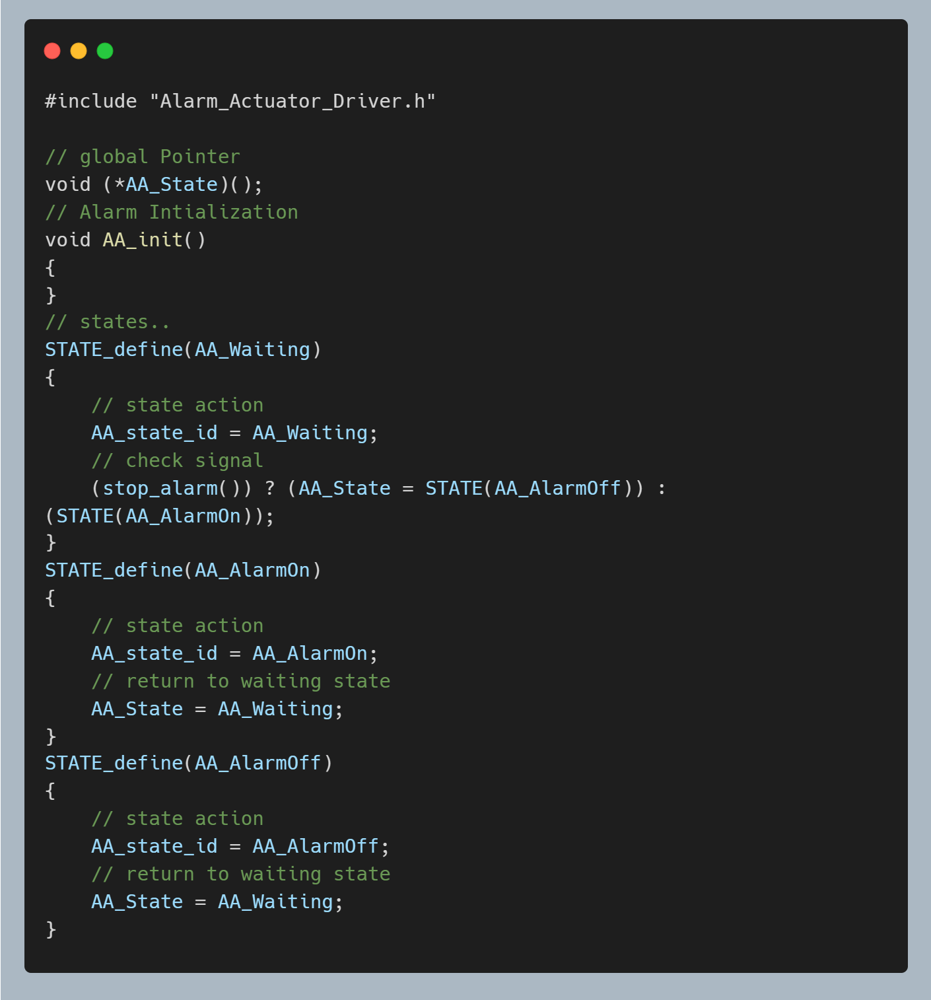 #include "Alarm_Actuator_Driver.h"
// global Pointer
void (*AA_State)();
// Alarm Intialization
void AA_init()
{
}
// states..
STATE_define(AA_Waiting)
{
    // state action
    AA_state_id = AA_Waiting;
    // check signal
    (stop_alarm()) ? (AA_State = STATE(AA_AlarmOff)) :
(STATE(AA_AlarmOn));
}
STATE_define(AA_AlarmOn)
{
    // state action
    AA_state_id = AA_AlarmOn;
    // return to waiting state
    AA_State = AA_Waiting;
}
STATE_define(AA_AlarmOff)
{
    // state action
    AA_state_id = AA_AlarmOff;
    // return to waiting state
    AA_State = AA_Waiting;
}